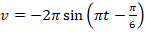 v = −2π sin (πt − π/6)